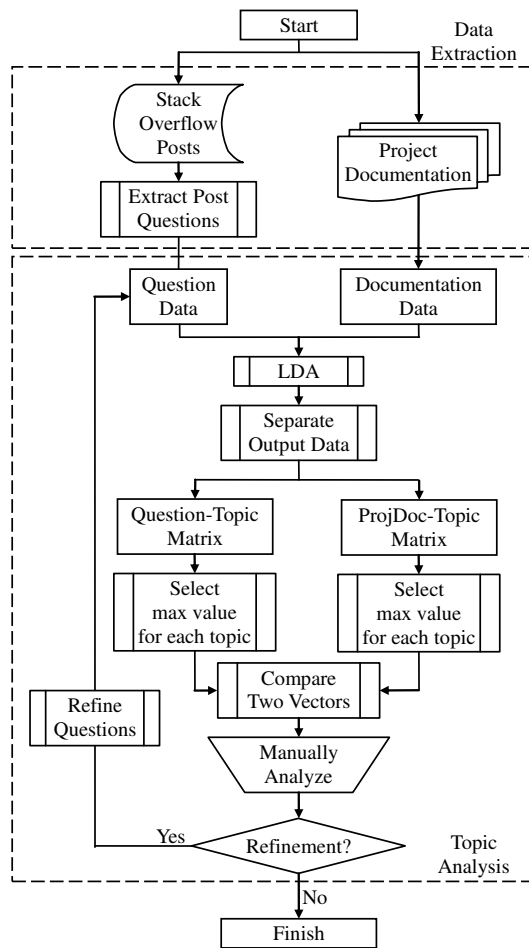 Start
Data
Extraction
Stack
Overflow
Posts
Project
Documentation
Extract Post
Questions
Question
Data
Documentation
Data
LDA
Separate
Output Data
Question-Topic
Matrix
ProjDoc-Topic
Matrix
Select
max value
for each topic
Select
max value
for each topic
Compare
Two Vectors
Refine
Questions
Manually
Analyze
Yes
Refinement?
Topic
Analysis
No
Finish